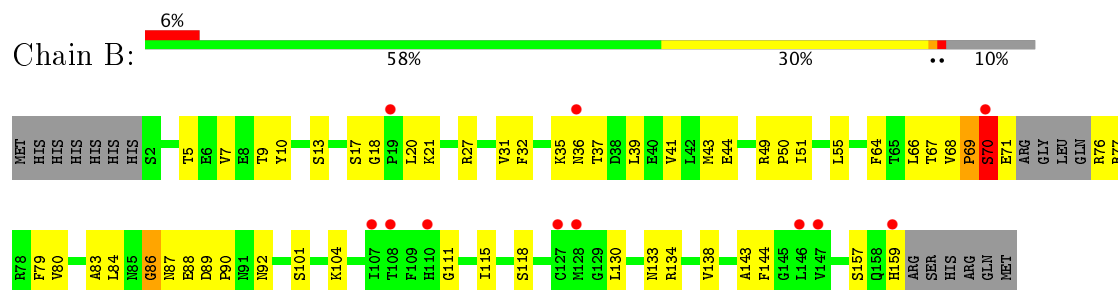 6%
Chain B:
58% 30% •• 10%
MET HIS HIS HIS HIS HIS HIS S2 T5 E6 V7 E8 T9 Y10 S13 S17 G18 P19 L20 K21 R27 V31 F32 K35 N36 T37 D38 L39 E40 V41 L42 M43 E44 R49 P50 I51 L55 F64 T65 L66 T67 V68 P69 S70 E71 ARG GLY LEU GLN R76
R78 F79 V80 A83 L84 N85 G86 N87 E88 D89 P90 N91 N92 S101 K104 I107 T108 F109 H110 G111 I115 S118 C127 M128 G129 L130 N133 R134 V138 A143 F144 G145 L146 V147 S157 Q158 H159 ARG SER HIS ARG GLN MET